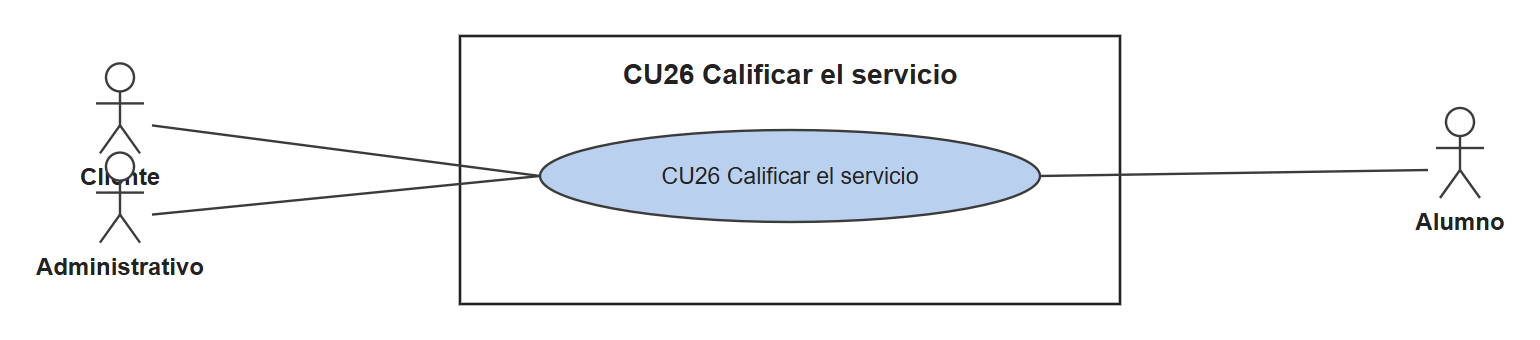 CU26 Calificar el servicio
CU26 Calificar el servicio
Cliente
Administrativo
Alumno